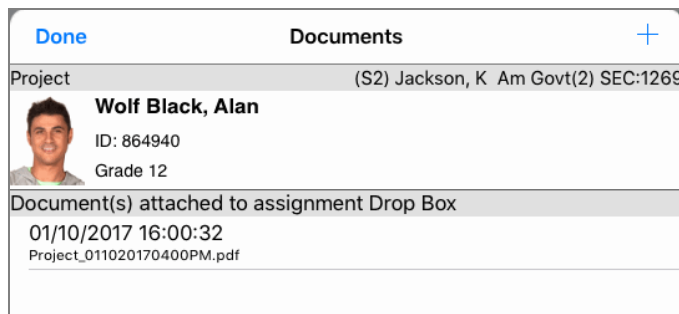 Done Documents +
Project (S2) Jackson, K Am Govt(2) SEC:1269
Wolf Black, Alan
ID: 864940
Grade 12
Document(s) attached to assignment Drop Box
01/10/2017 16:00:32
Project_011020170400PM.pdf